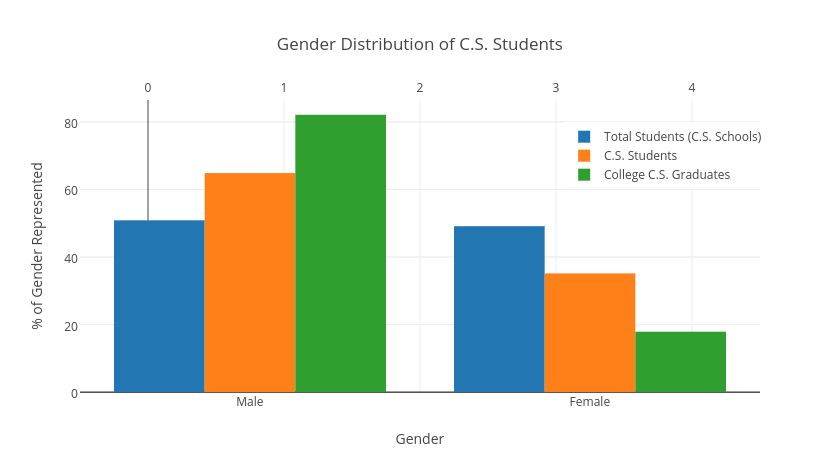 Gender Distribution of C.S. Students
0 1 2 3 4
Total Students (C.S. Schools)
C.S. Students
College C.S. Graduates
% of Gender Represented
80
60
40
20
0
Male Female
Gender